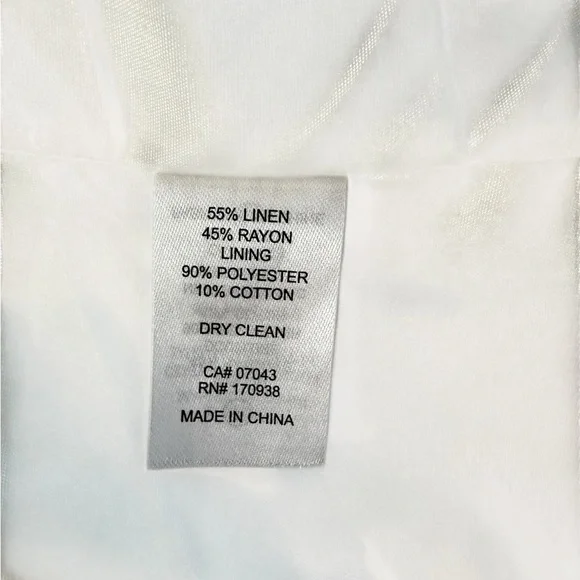 55% LINEN
45% RAYON
LINING
90% POLYESTER
10% COTTON
DRY CLEAN
CA# 07043
RN# 170938
MADE IN CHINA